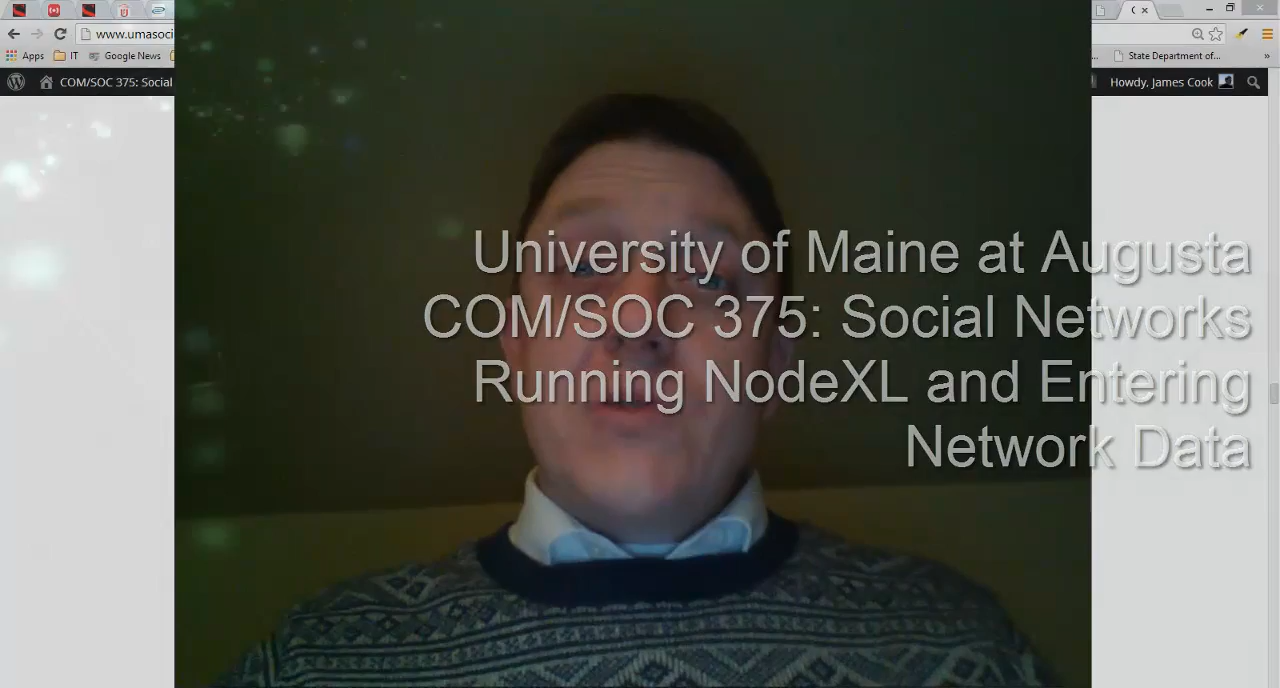 www.umasoci
Apps
IT
Google News
State Department of...
»
COM/SOC 375: Social
Howdy, James Cook
University of Maine at Augusta
COM/SOC 375: Social Networks
Running NodeXL and Entering
Network Data